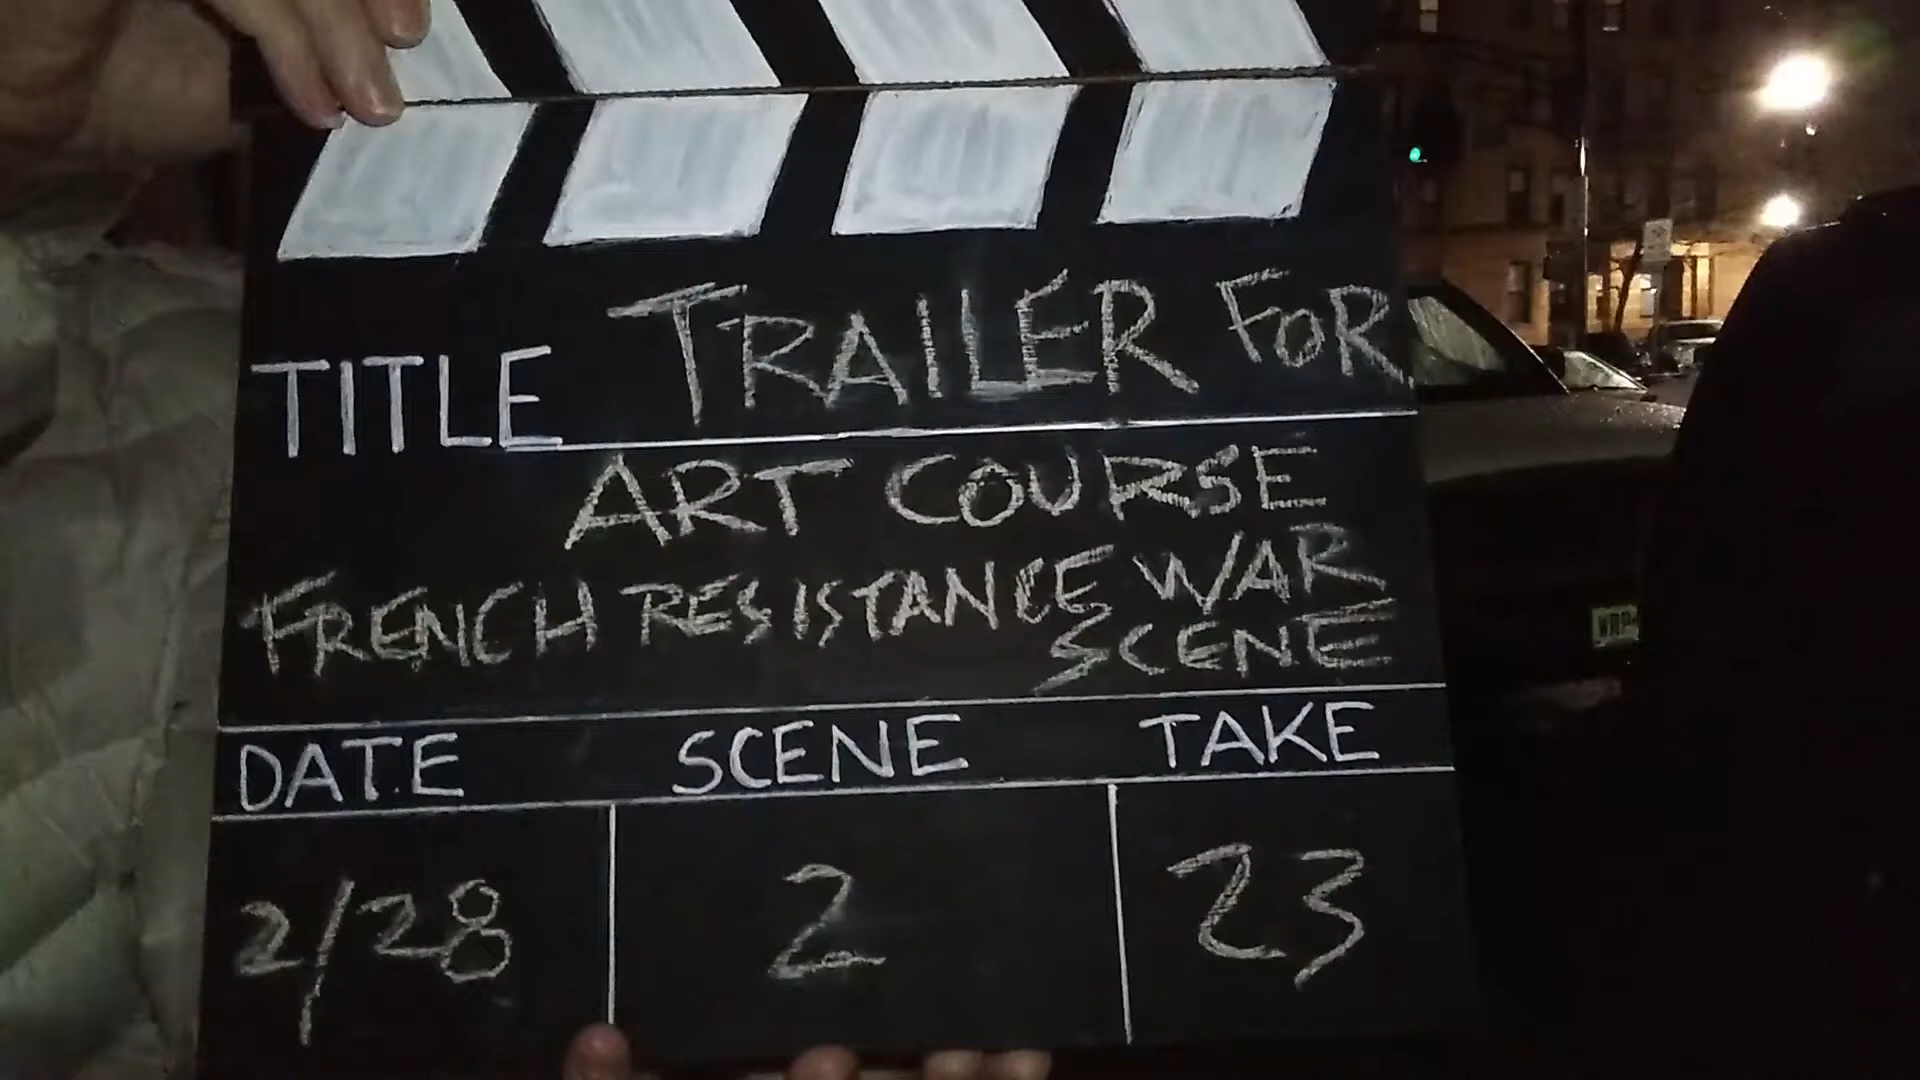 TITLE TRAILER FOR
ART COURSE
FRENCH RESISTANCE WAR
SCENE
DATE SCENE TAKE
2/28 2 23